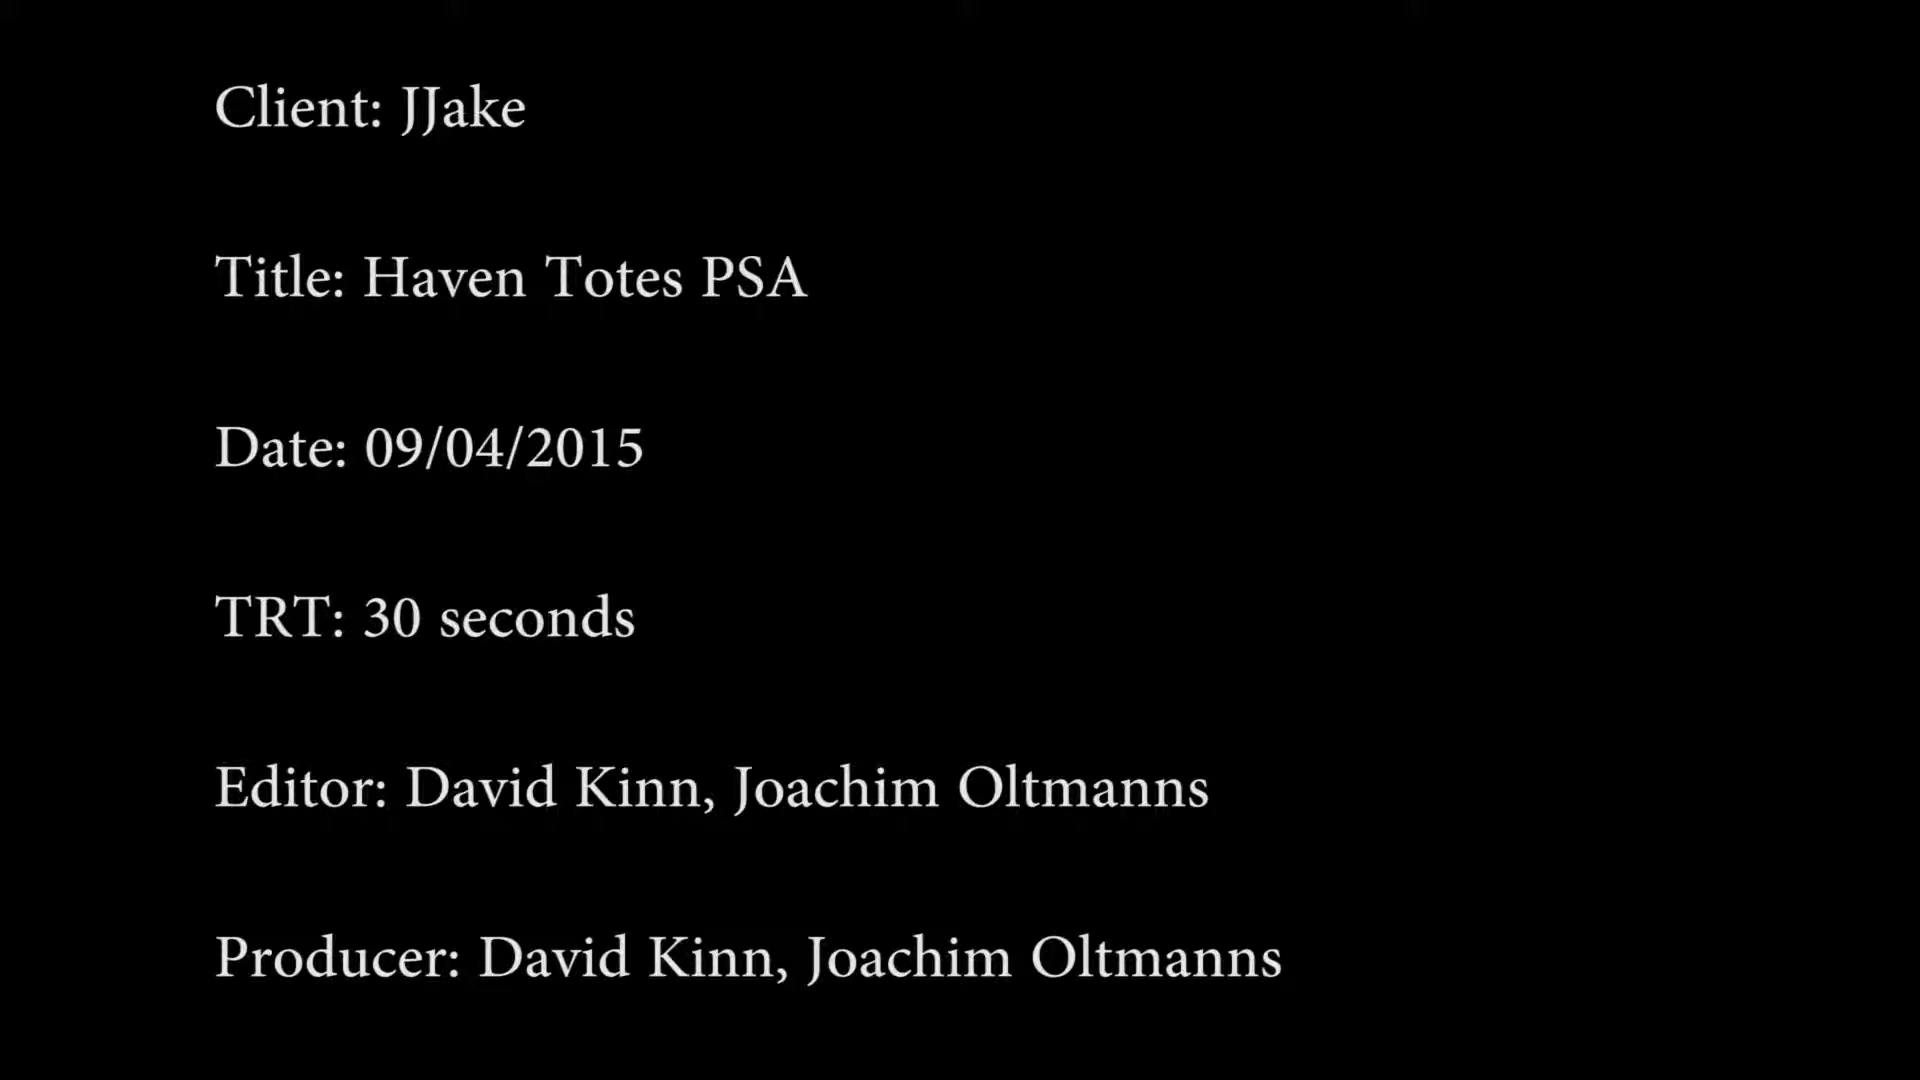 Client: JJake
Title: Haven Totes PSA
Date: 09/04/2015
TRT: 30 seconds
Editor: David Kinn, Joachim Oltmanns
Producer: David Kinn, Joachim Oltmanns